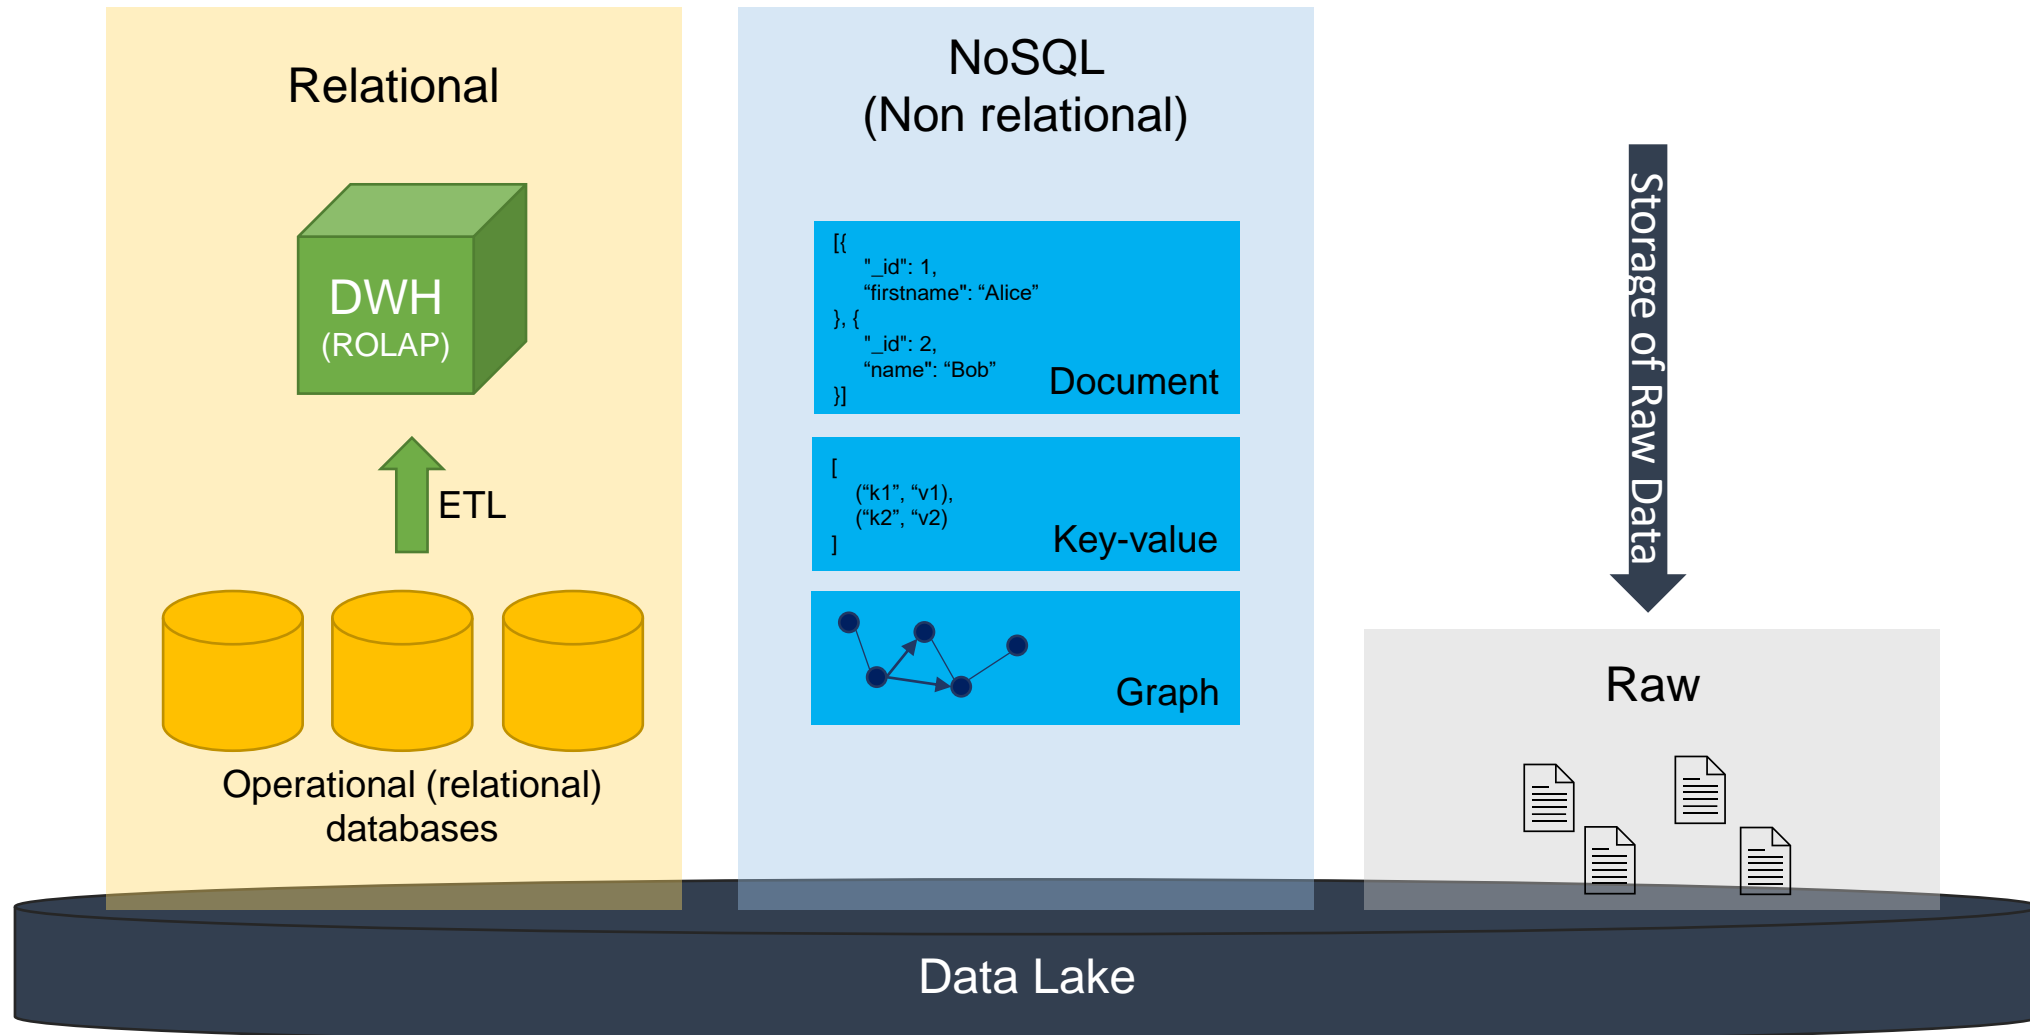 Relational
DWH
(ROLAP)
ETL
Operational (relational)
databases
NoSQL
(Non relational)
[{
"_id": 1,
“firstname": “Alice”
}, {
"_id": 2,
“name": “Bob”
}]
Document
[
(“k1”, “v1),
(“k2”, “v2)
]
Key-value
Graph
Storage of Raw Data
Raw
Data Lake